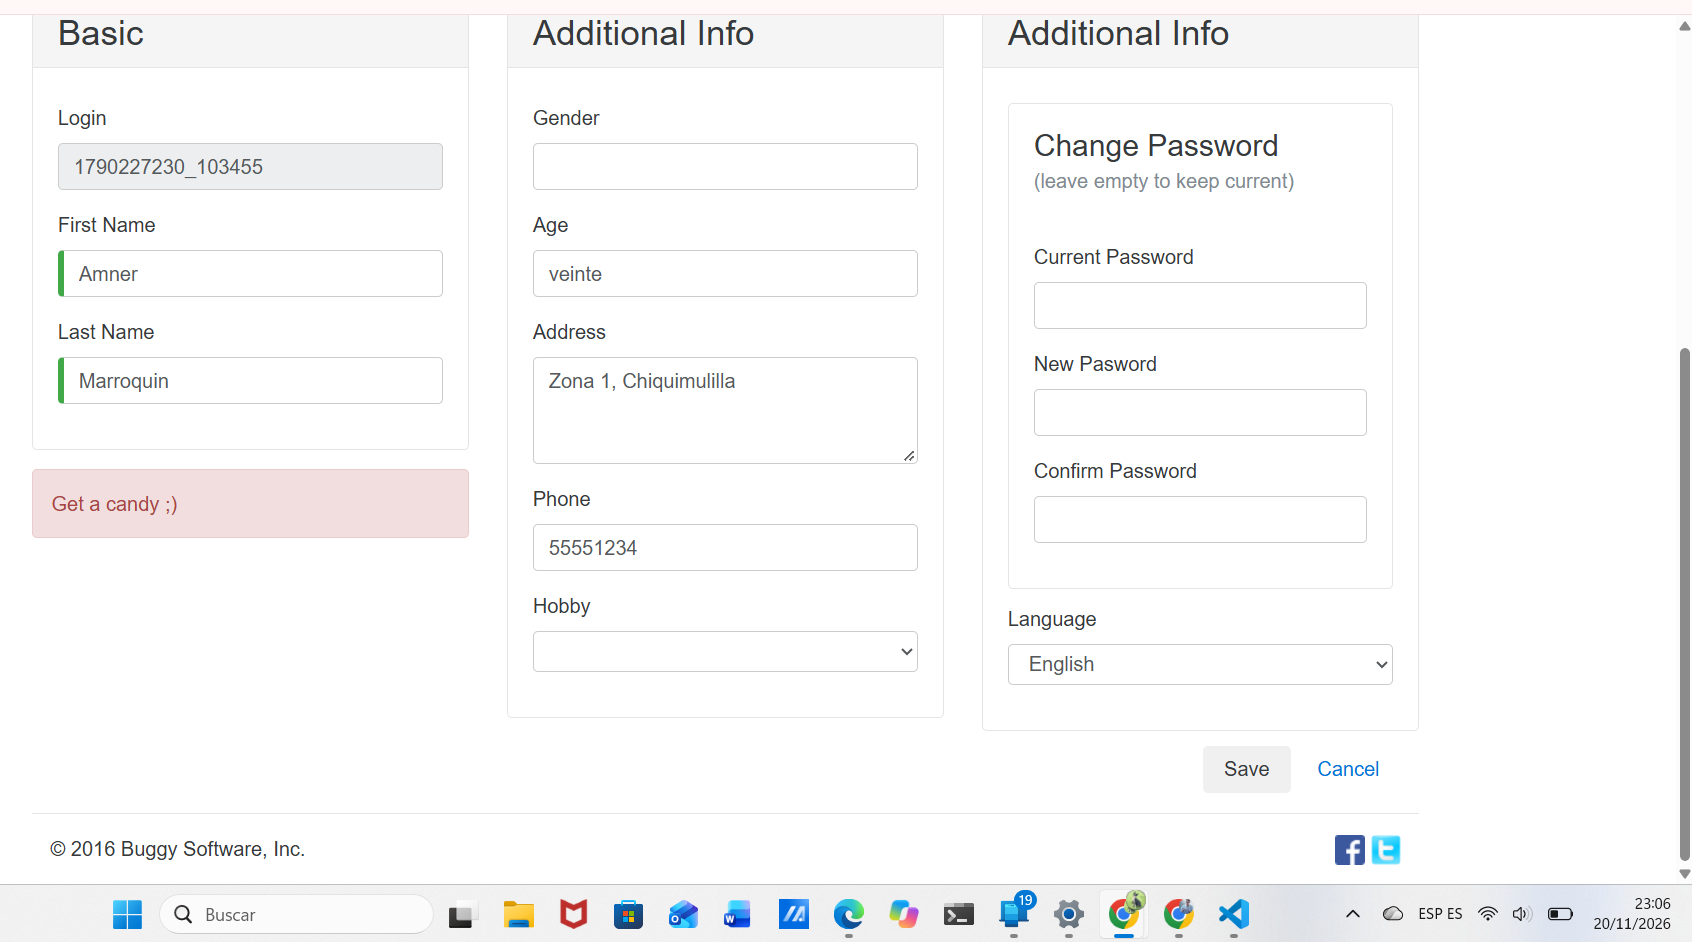 Basic
Login
1790227230_103455
First Name
Amner
Last Name
Marroquin
Get a candy ;)
Additional Info
Gender
Age
veinte
Address
Zona 1, Chiquimulilla
Phone
55551234
Hobby
Additional Info
Change Password
(leave empty to keep current)
Current Password
New Pasword
Confirm Password
Language
English
Save
Cancel
© 2016 Buggy Software, Inc.
Buscar
19
ESP ES
23:06
20/11/2026